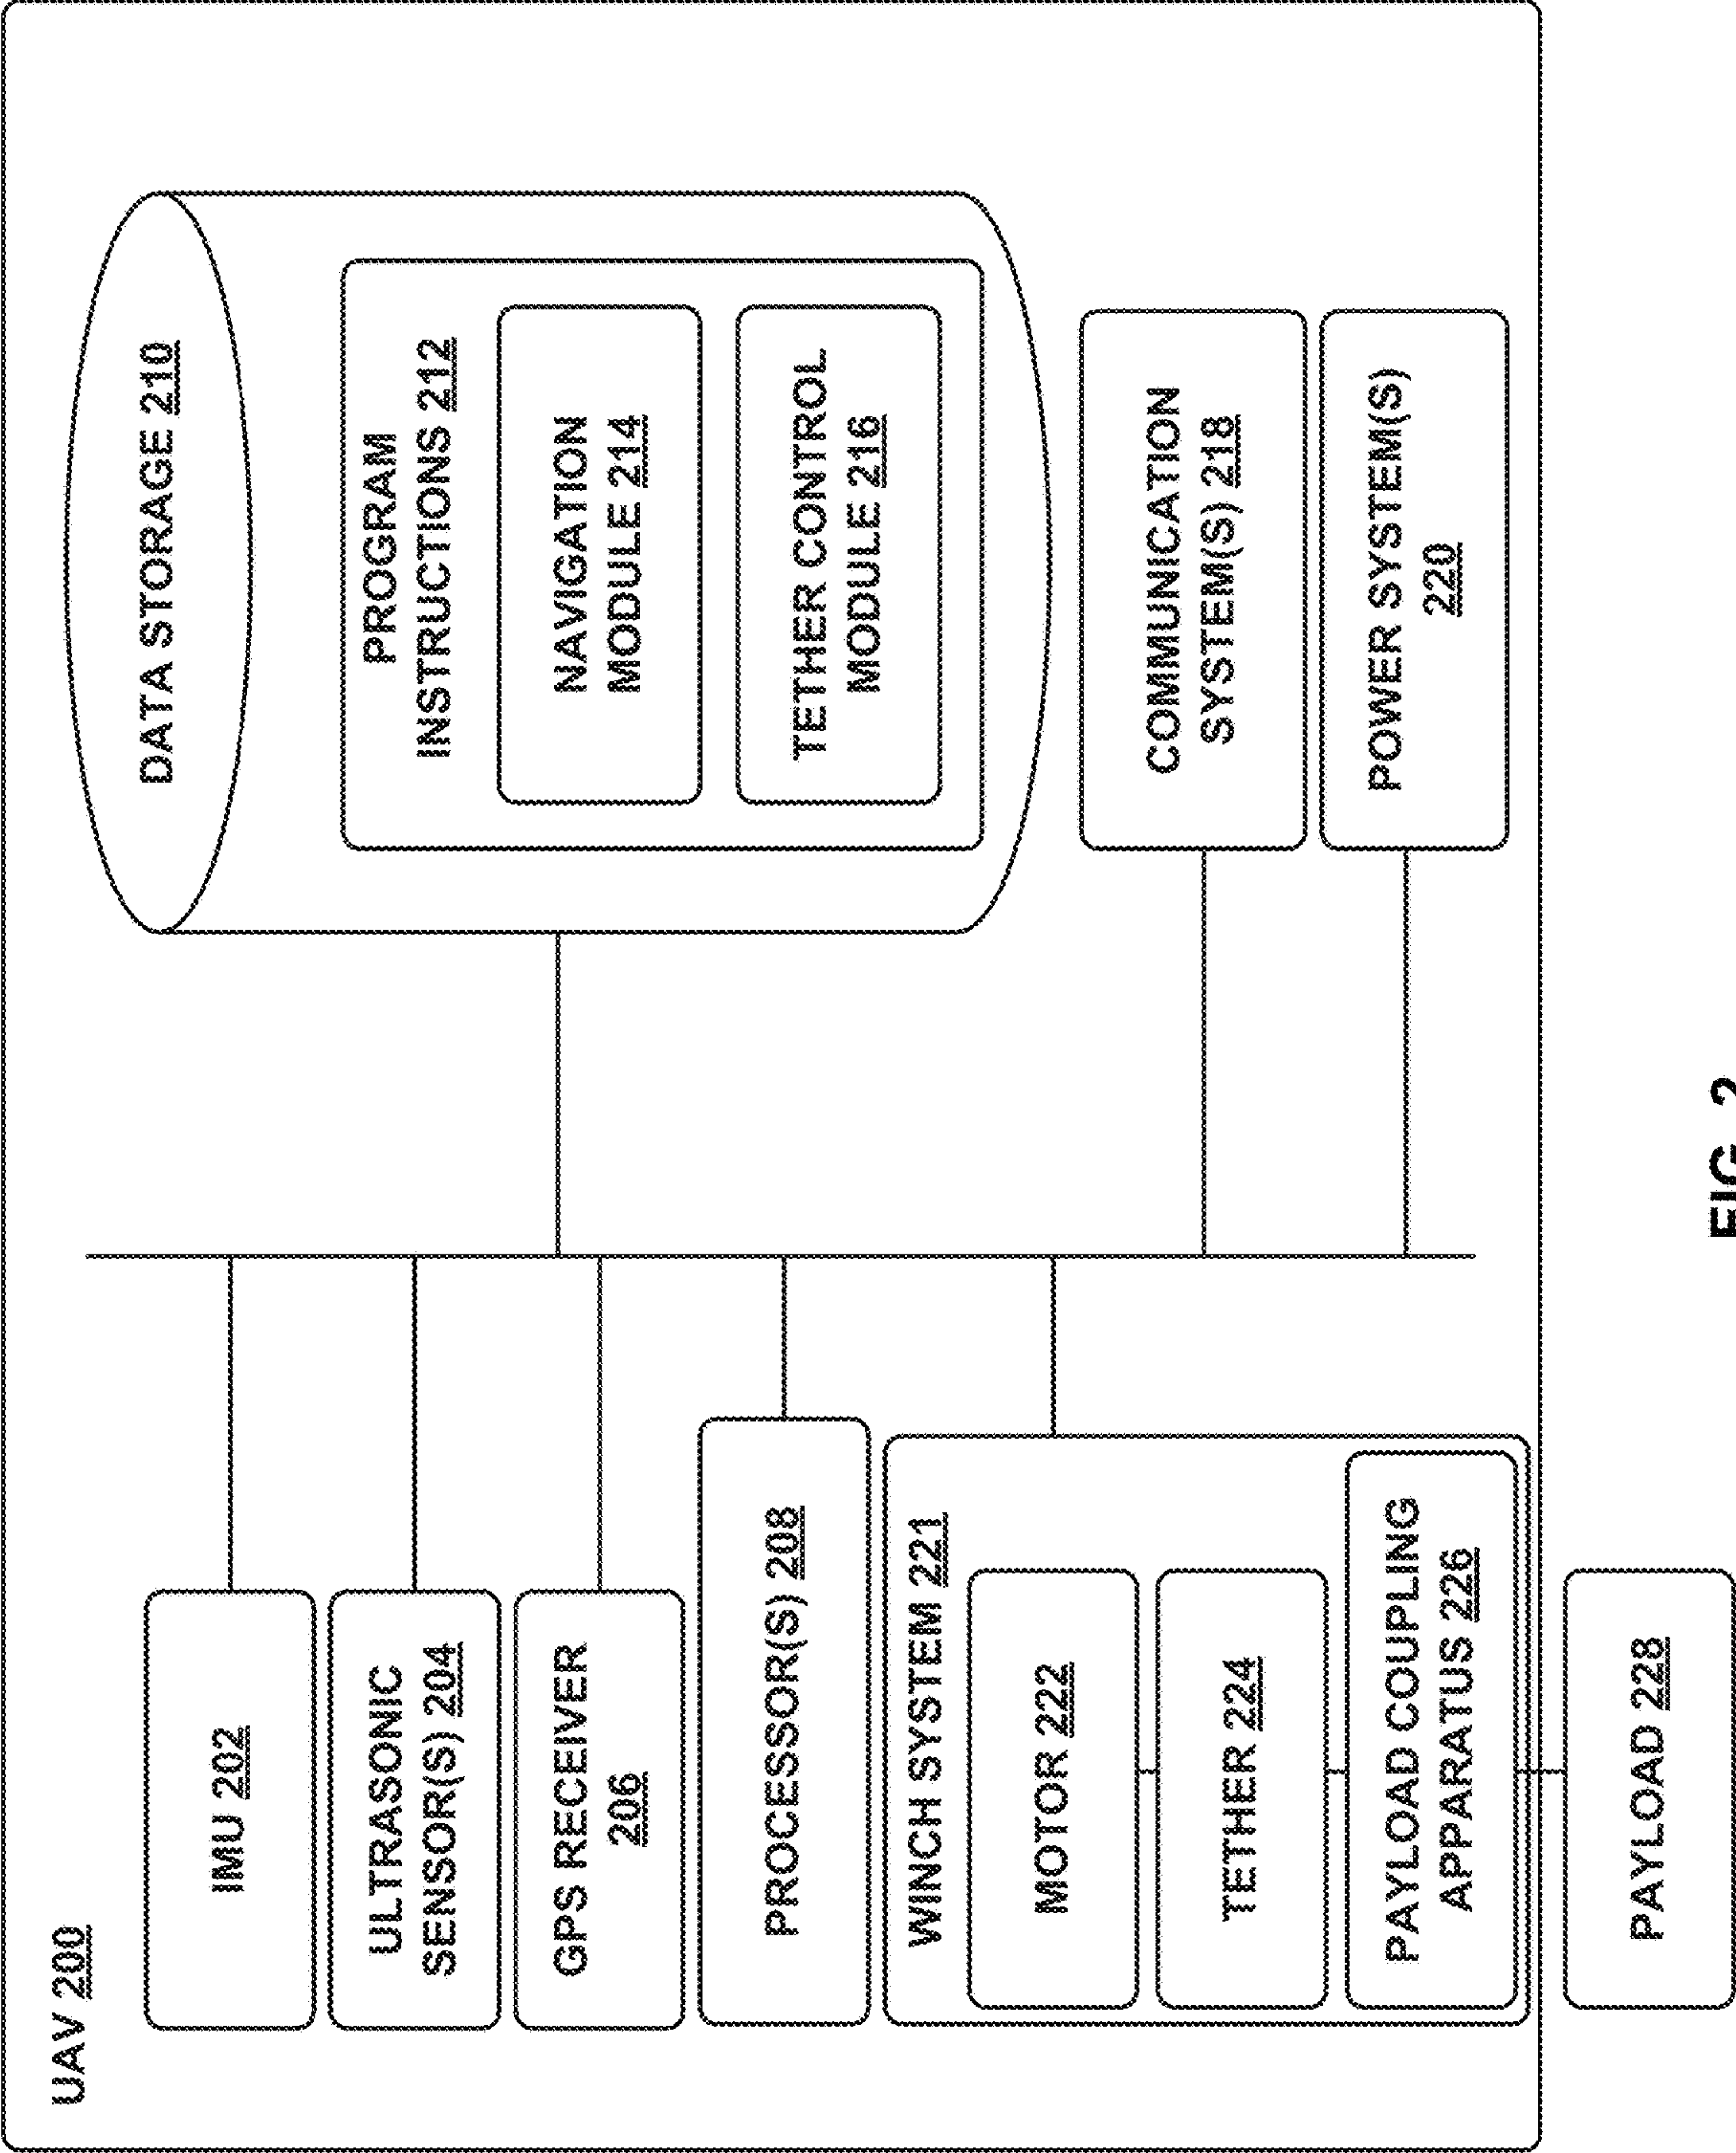 UAV 200
IMU 202
ULTRASONIC
SENSOR(S) 204
GPS RECEIVER
206
PROCESSOR(S) 208
WINCH SYSTEM 221
MOTOR 222
TETHER 224
PAYLOAD COUPLING
APPARATUS 226
PAYLOAD 228
DATA STORAGE 210
PROGRAM
INSTRUCTIONS 212
NAVIGATION
MODULE 214
TETHER CONTROL
MODULE 216
COMMUNICATION
SYSTEM(S) 218
POWER SYSTEM(S)
220
FIG. 2